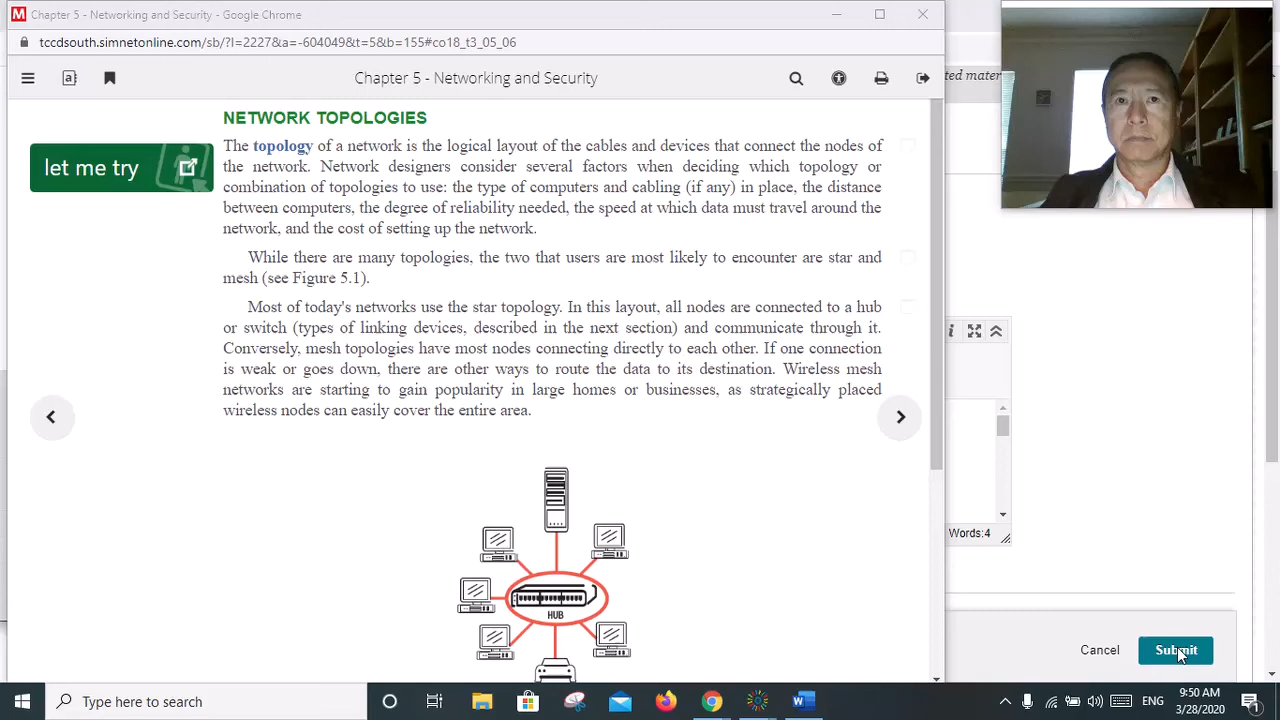 Chapter 5 - Networking and Security - Google Chrome
tccdsouth.simnetonline.com/sb/?l=2227&a=-604049&t=5&b=155#co18_t3_05_06
Chapter 5 - Networking and Security
ted mater
let me try
NETWORK TOPOLOGIES
The topology of a network is the logical layout of the cables and devices that connect the nodes of
the network. Network designers consider several factors when deciding which topology or
combination of topologies to use: the type of computers and cabling (if any) in place, the distance
between computers, the degree of reliability needed, the speed at which data must travel around the
network, and the cost of setting up the network.
While there are many topologies, the two that users are most likely to encounter are star and
mesh (see Figure 5.1).
Most of today's networks use the star topology. In this layout, all nodes are connected to a hub
or switch (types of linking devices, described in the next section) and communicate through it.
Conversely, mesh topologies have most nodes connecting directly to each other. If one connection
is weak or goes down, there are other ways to route the data to its destination. Wireless mesh
networks are starting to gain popularity in large homes or businesses, as strategically placed
wireless nodes can easily cover the entire area.
HUB
Words:4
Cancel
Submit
Type here to search
ENG
9:50 AM
3/28/2020